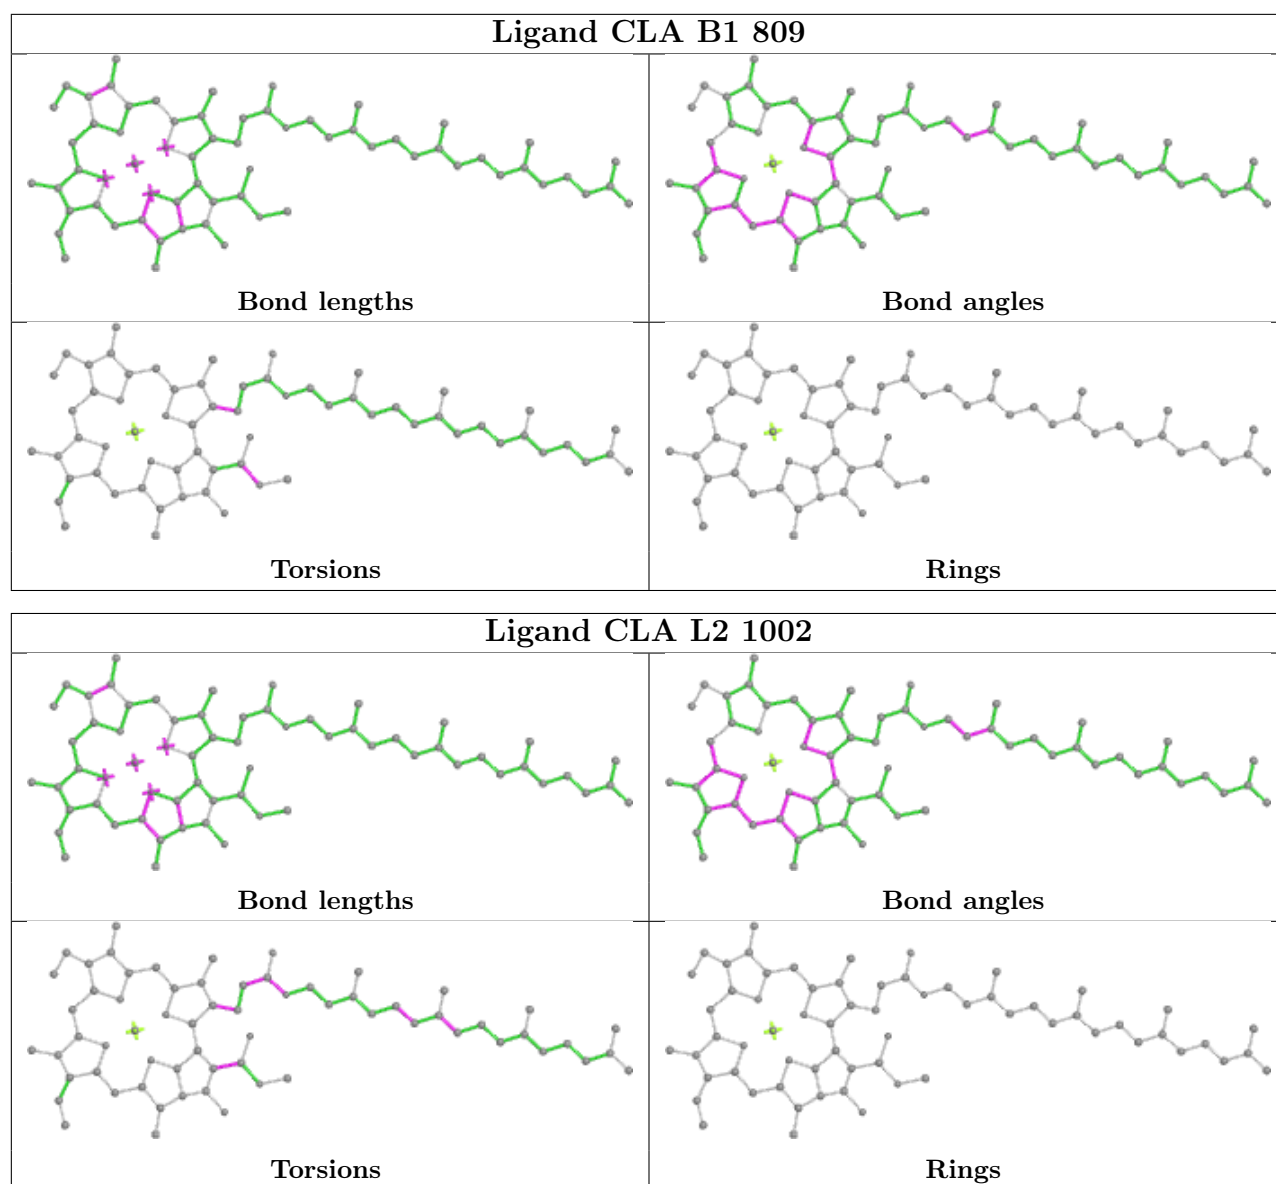 Ligand CLA B1 809
Bond lengths
Bond angles
Torsions
Rings
Ligand CLA L2 1002
Bond lengths
Bond angles
Torsions
Rings